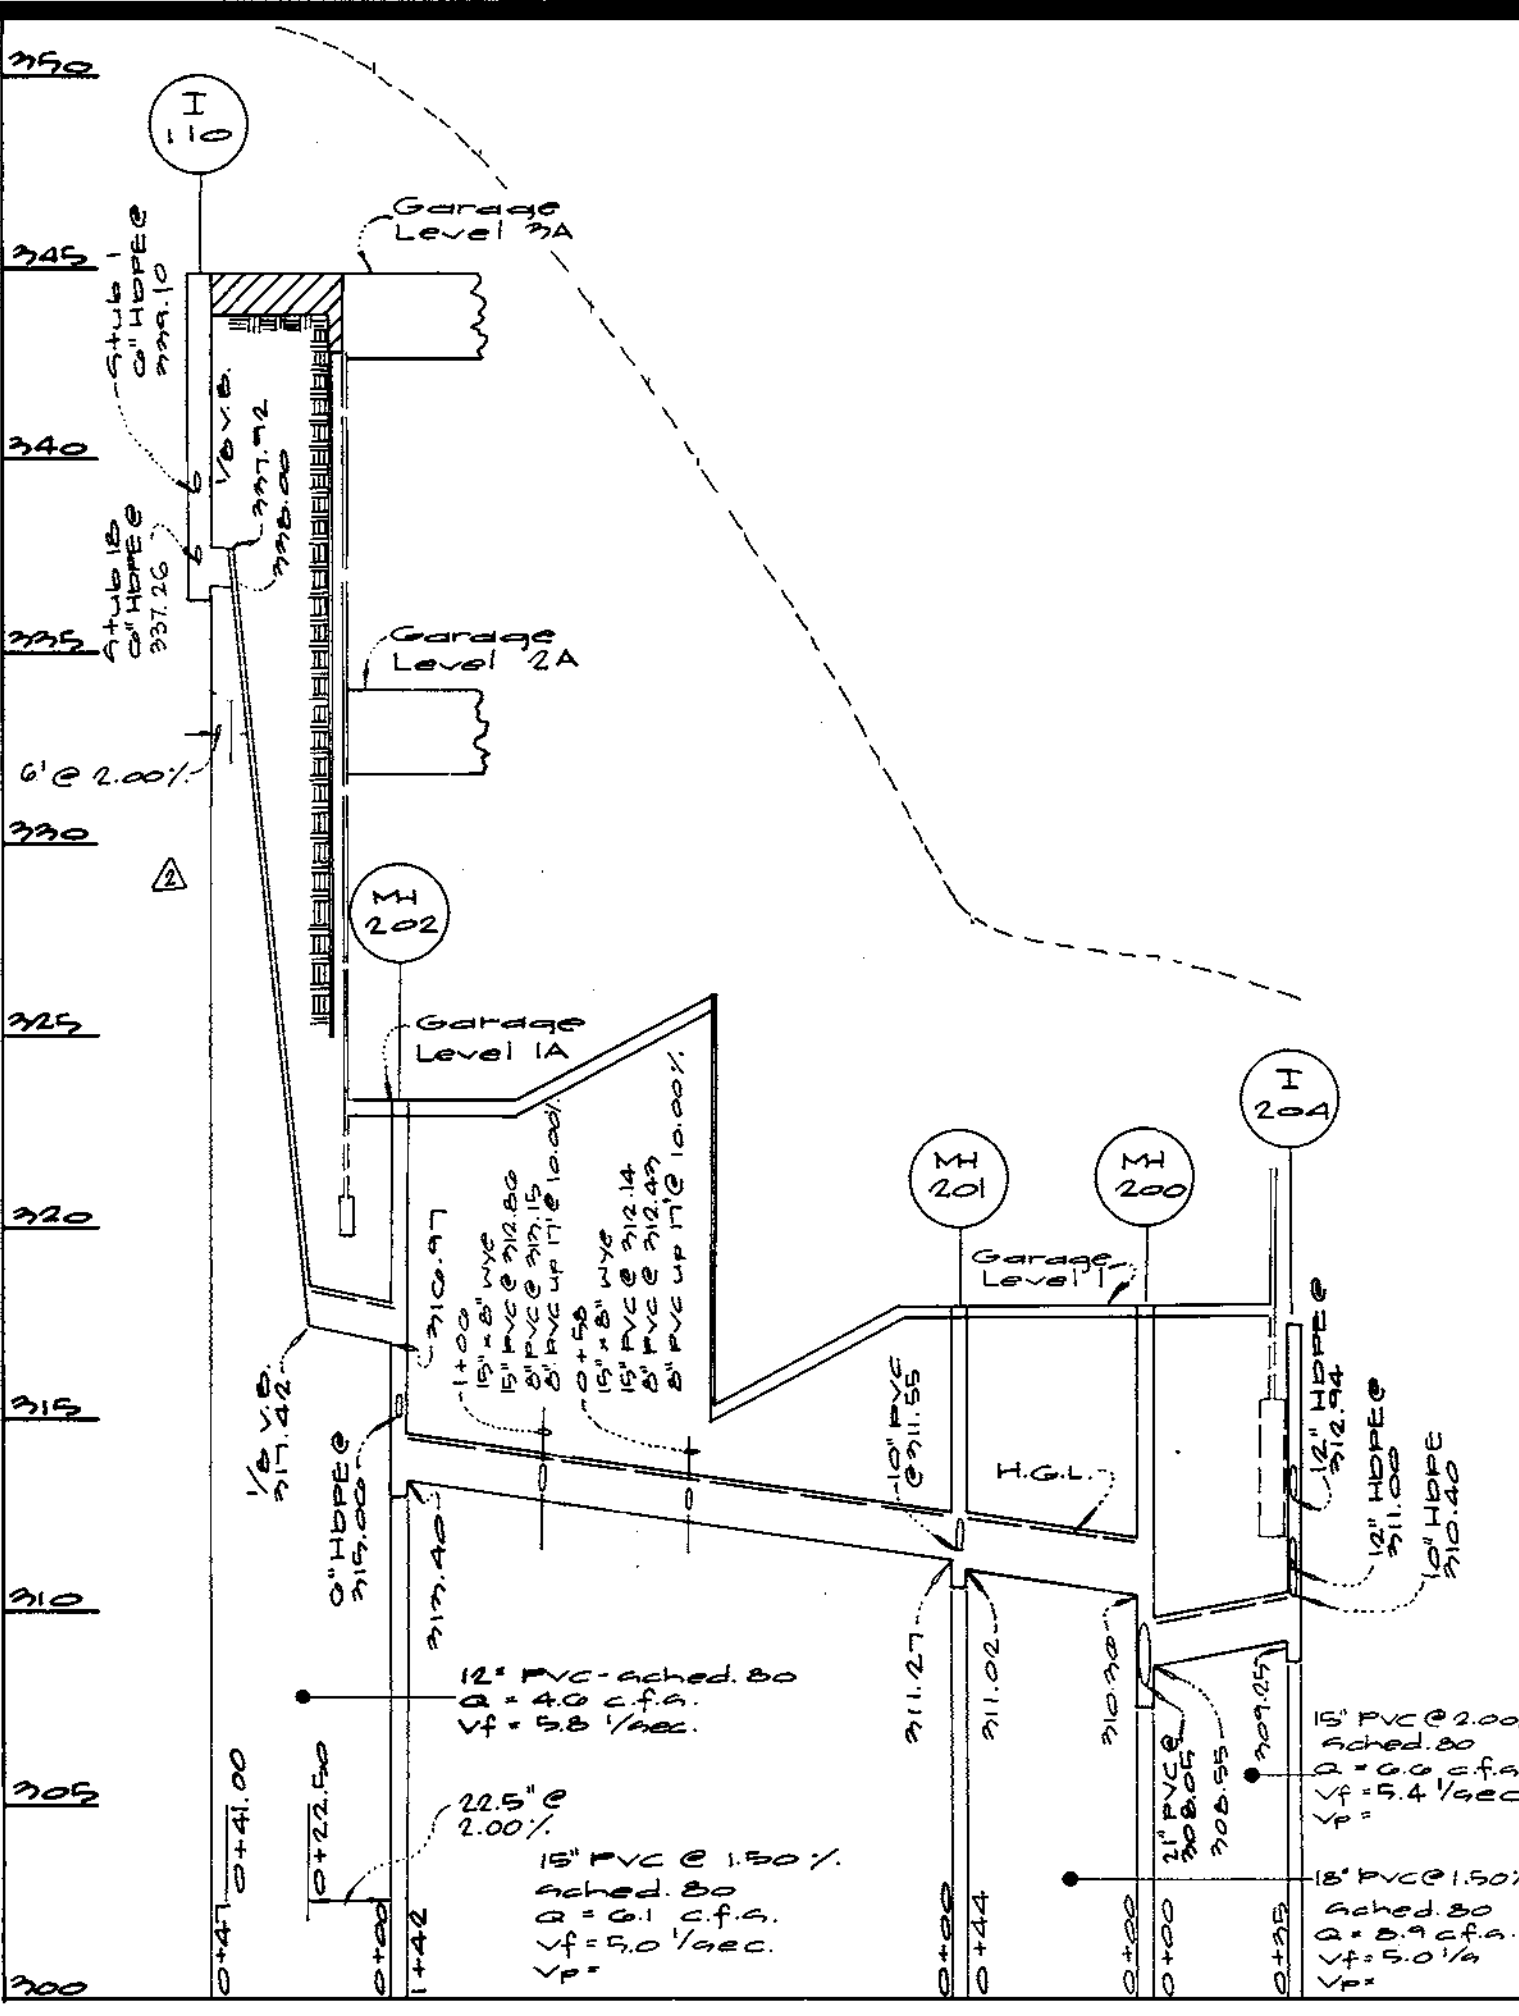 350
345
340
335
330
325
320
315
310
305
300
I
110
Garage
Level 3A
Stub 1
6" HDPE @
339.10
1/8 V.B.
337.92
338.00
Stub 1B
6" HDPE @
337.26
6' @ 2.00%
2
Garage
Level 2A
MH
202
Garage
Level 1A
316.97
1+00
15" x 8" WYE
15" PVC @ 312.80
8" PVC @ 313.15
8" PVC up 17' @ 10.00%
0+58
15" x 8" WYE
15" PVC @ 312.14
8" PVC @ 312.43
8" PVC up 17' @ 10.00%
MH
201
MH
200
I
204
Garage
Level 1
1/8 V.B.
317.42
HDPE @
315.00
313.40
10" PVC
@ 311.55
H.G.L.
12" HDPE @
312.94
12" HDPE @
311.00
10" HDPE
310.40
311.27
311.02
310.30
21" PVC @
308.05
308.55
309.25
12" PVC - Sched. 80
Q = 4.6 c.f.s.
Vf = 5.8 '/sec.
22.5" @
2.00%
15" PVC @ 1.50%
Sched. 80
Q = 6.1 c.f.s.
Vf = 5.0 '/sec.
Vp =
15" PVC @ 2.00
Sched. 80
Q = 6.6 c.f.s
Vf = 5.4 '/sec
Vp =
18" PVC @ 1.50%
Sched. 80
Q = 8.9 c.f.s.
Vf = 5.0 '/s
Vp =
0+47
0+41.00
0+22.50
0+00
1+42
0+00
0+44
0+00
0+00
0+35